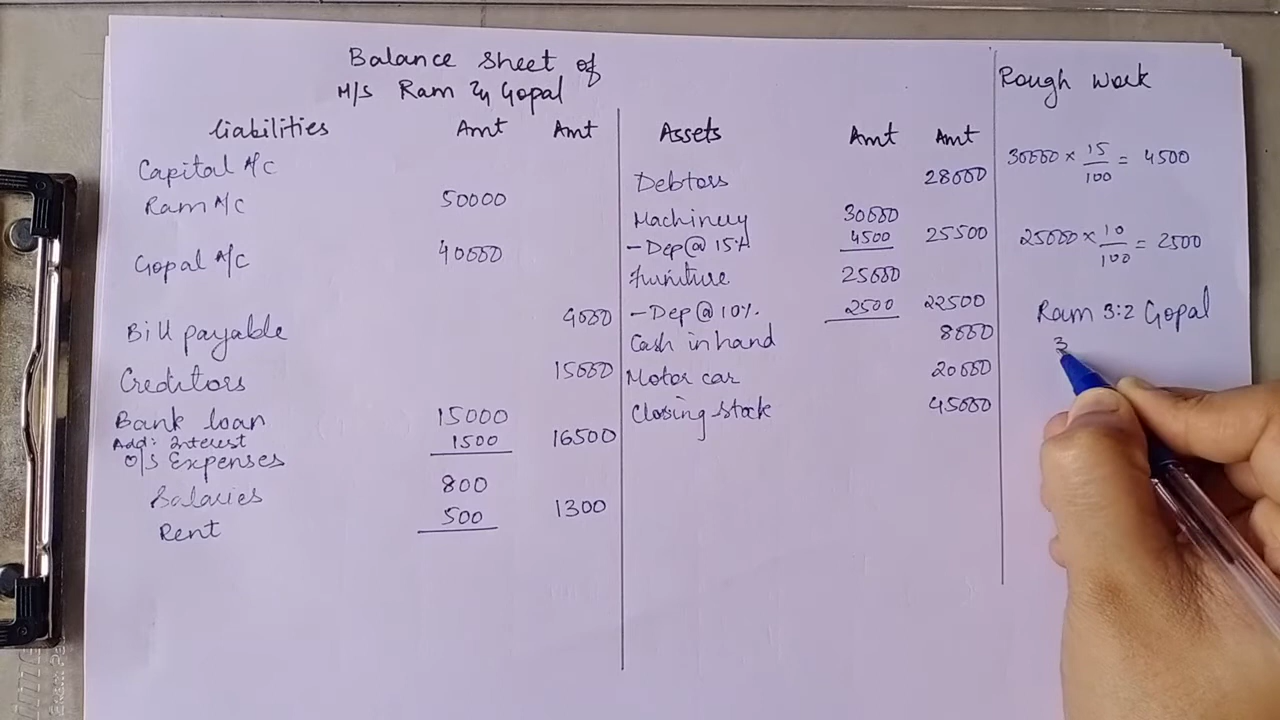 Balance Sheet of
M/S Ram & Gopal
Liabilities Amt Amt
Capital A/C
Ram A/C 50000
Gopal A/C 40000
Bill payable 9000
Creditors 15000
Bank loan 15000
Add: Interest 1500 16500
O/S Expenses
Salaries 800
Rent 500 1300
Assets Amt Amt
Debtors 28000
Machinery 30000
- Dep @ 15% 4500 25500
Furniture 25000
- Dep @ 10%. 2500 22500
Cash in hand 8000
Motor car 20000
Closing stock 45000
Rough Work
30000 × 15/100 = 4500
25000 × 10/100 = 2500
Ram 3:2 Gopal
3